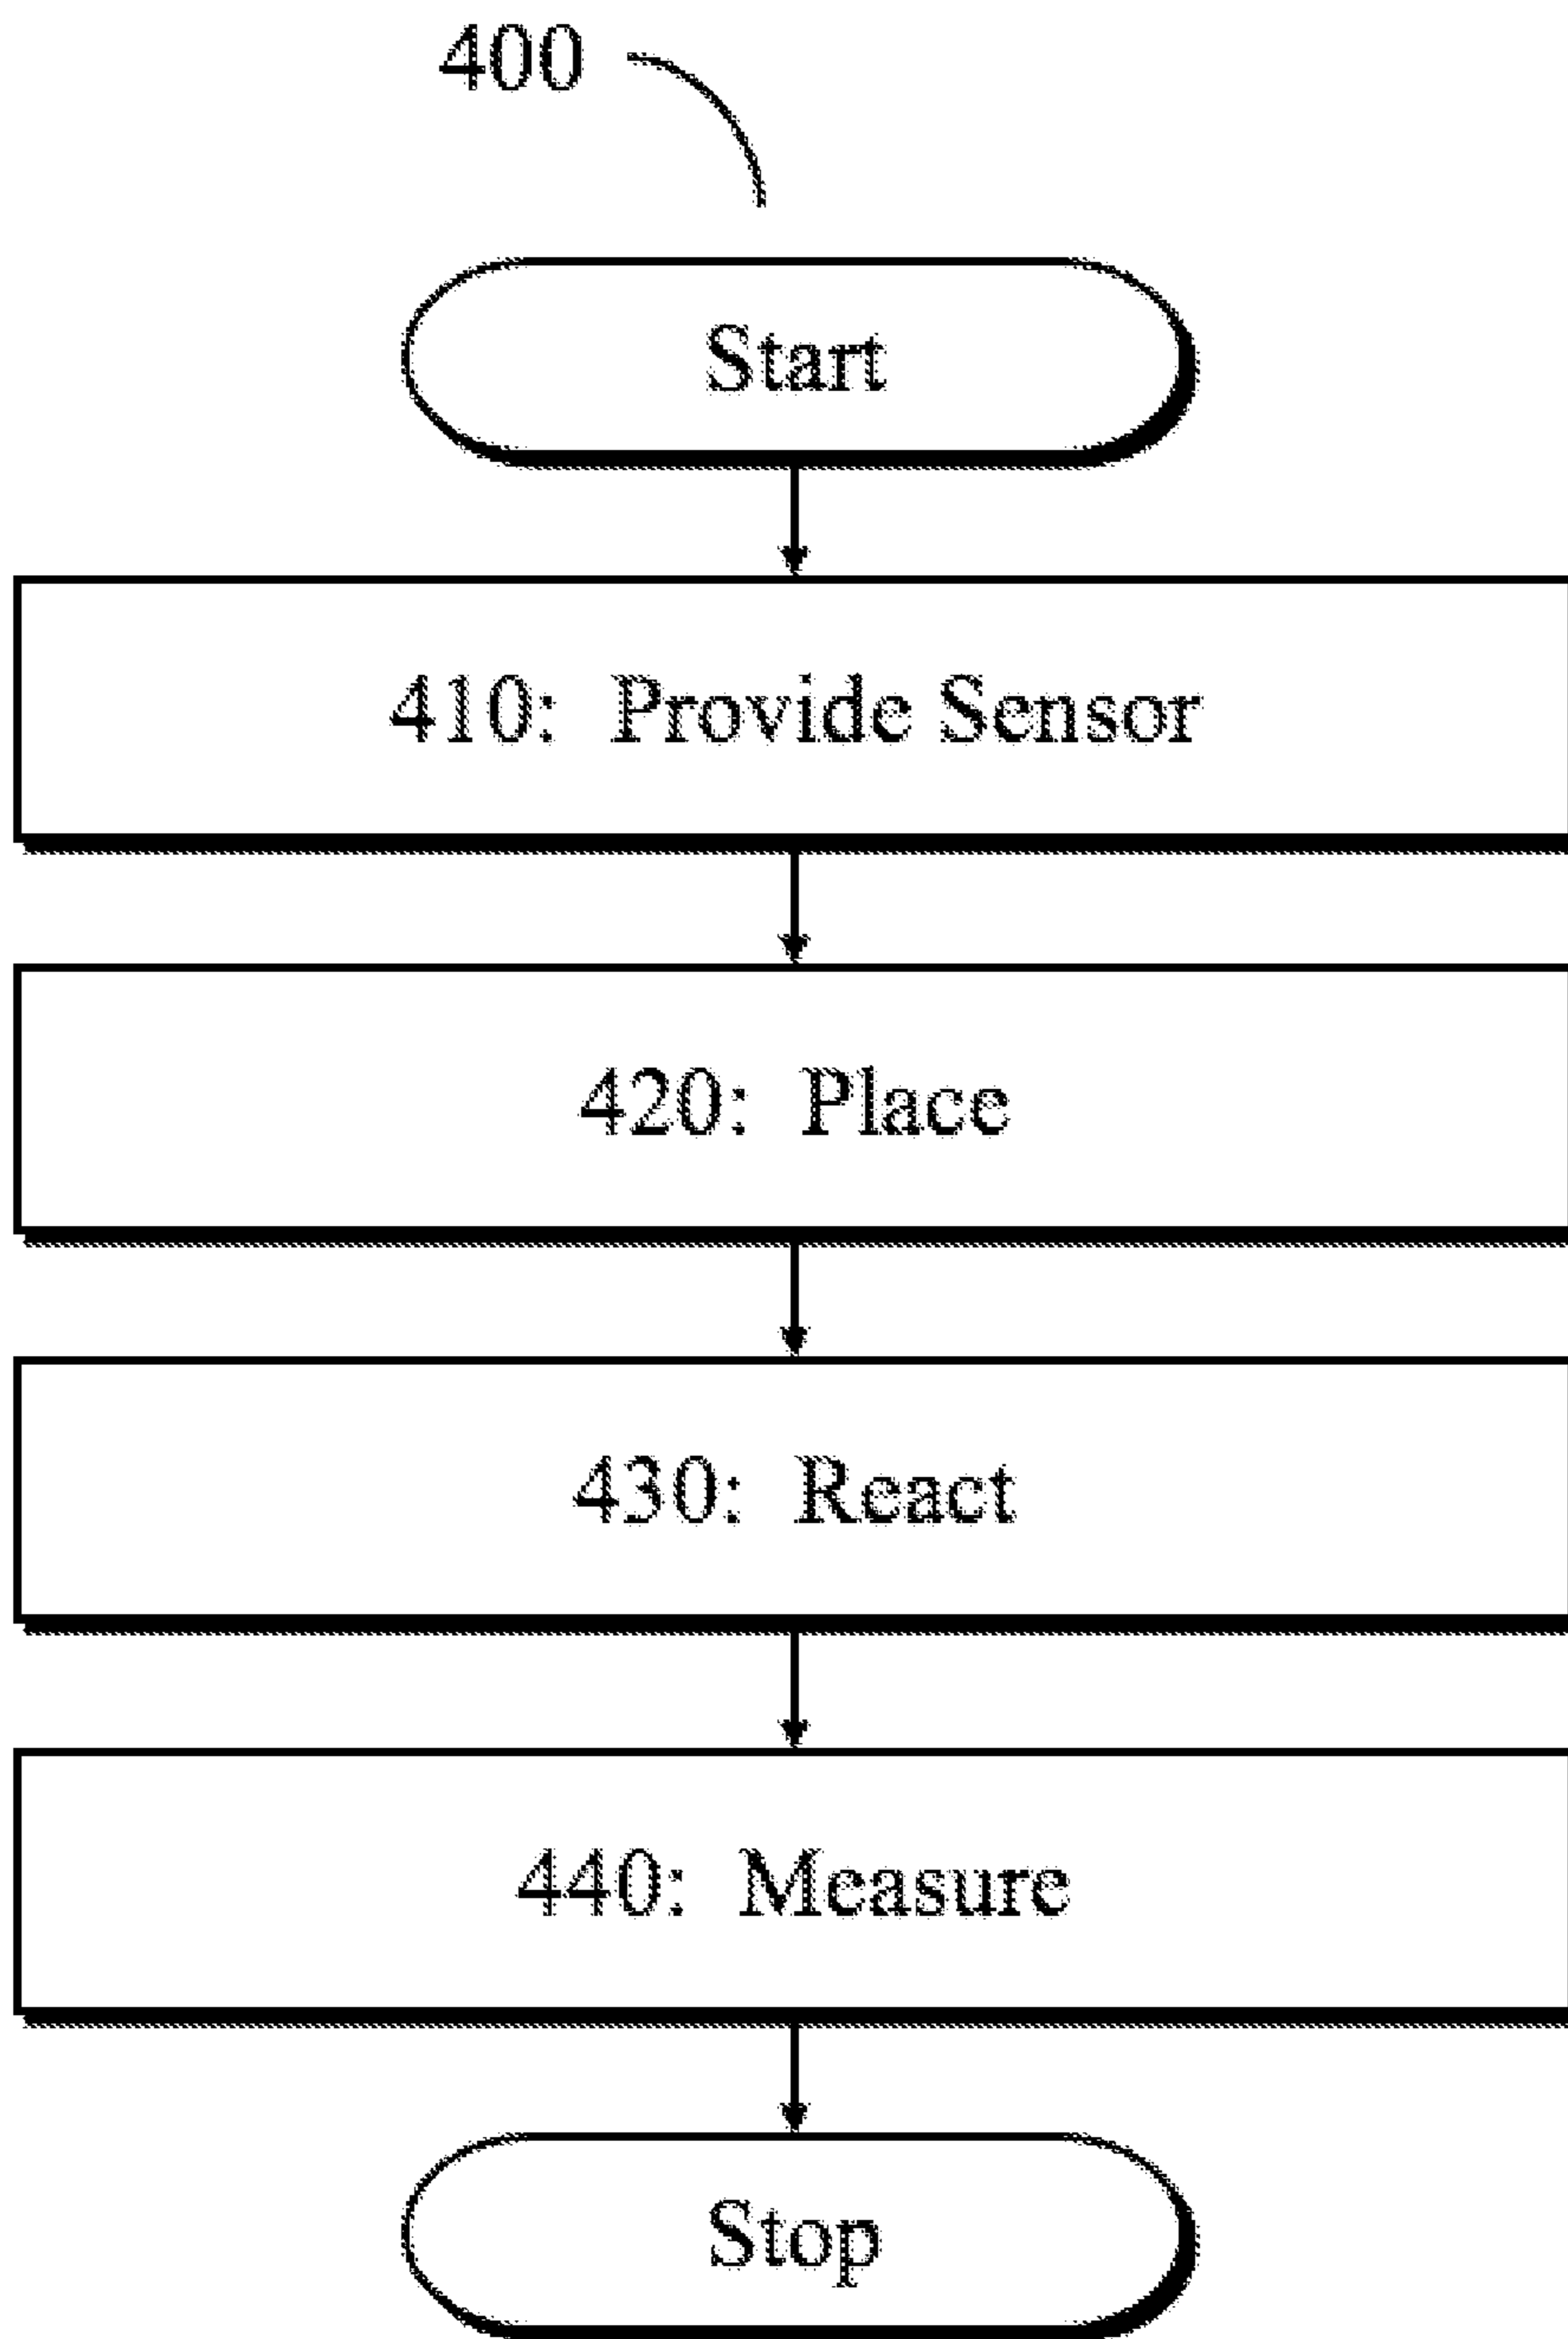 400
Start
410: Provide Sensor
420: Place
430: React
440: Measure
Stop